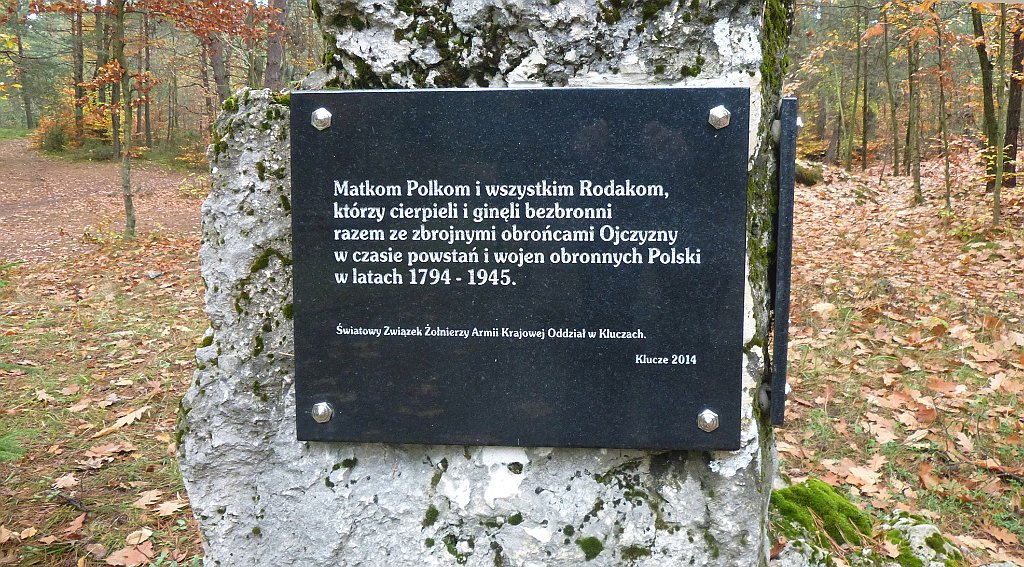 Matkom Polkom i wszystkim Rodakom,
którzy cierpieli i ginęli bezbronni
razem ze zbrojnymi obrońcami Ojczyzny
w czasie powstań i wojen obronnych Polski
w latach 1794 - 1945.
Światowy Związek Żołnierzy Armii Krajowej Oddział w Kluczach.
Klucze 2014